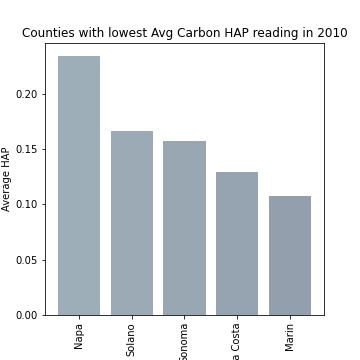 Counties with lowest Avg Carbon HAP reading in 2010
Average HAP
0.20
0.15
0.10
0.05
0.00
Napa
Solano
Sonoma
a Costa
Marin